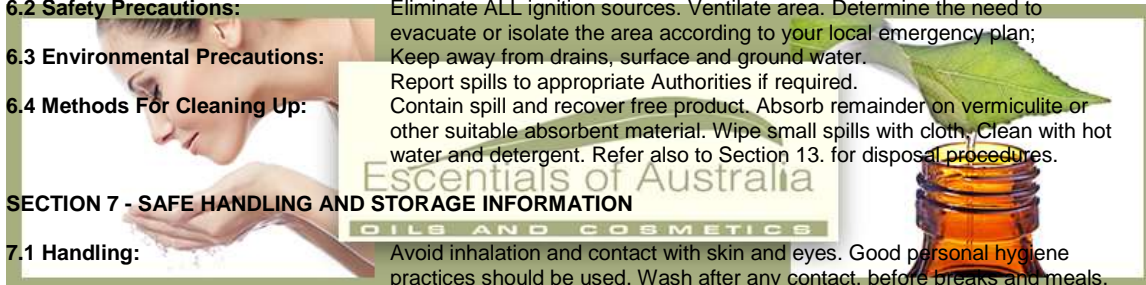 6.2 Safety Precautions: Eliminate ALL ignition sources. Ventilate area. Determine the need to
evacuate or isolate the area according to your local emergency plan;
6.3 Environmental Precautions: Keep away from drains, surface and ground water.
Report spills to appropriate Authorities if required.
6.4 Methods For Cleaning Up: Contain spill and recover free product. Absorb remainder on vermiculite or
other suitable absorbent material. Wipe small spills with cloth. Clean with hot
water and detergent. Refer also to Section 13. for disposal procedures.
Escentials of Australia
SECTION 7 - SAFE HANDLING AND STORAGE INFORMATION
OILS AND COSMETICS
7.1 Handling: Avoid inhalation and contact with skin and eyes. Good personal hygiene
practices should be used. Wash after any contact, before breaks and meals.